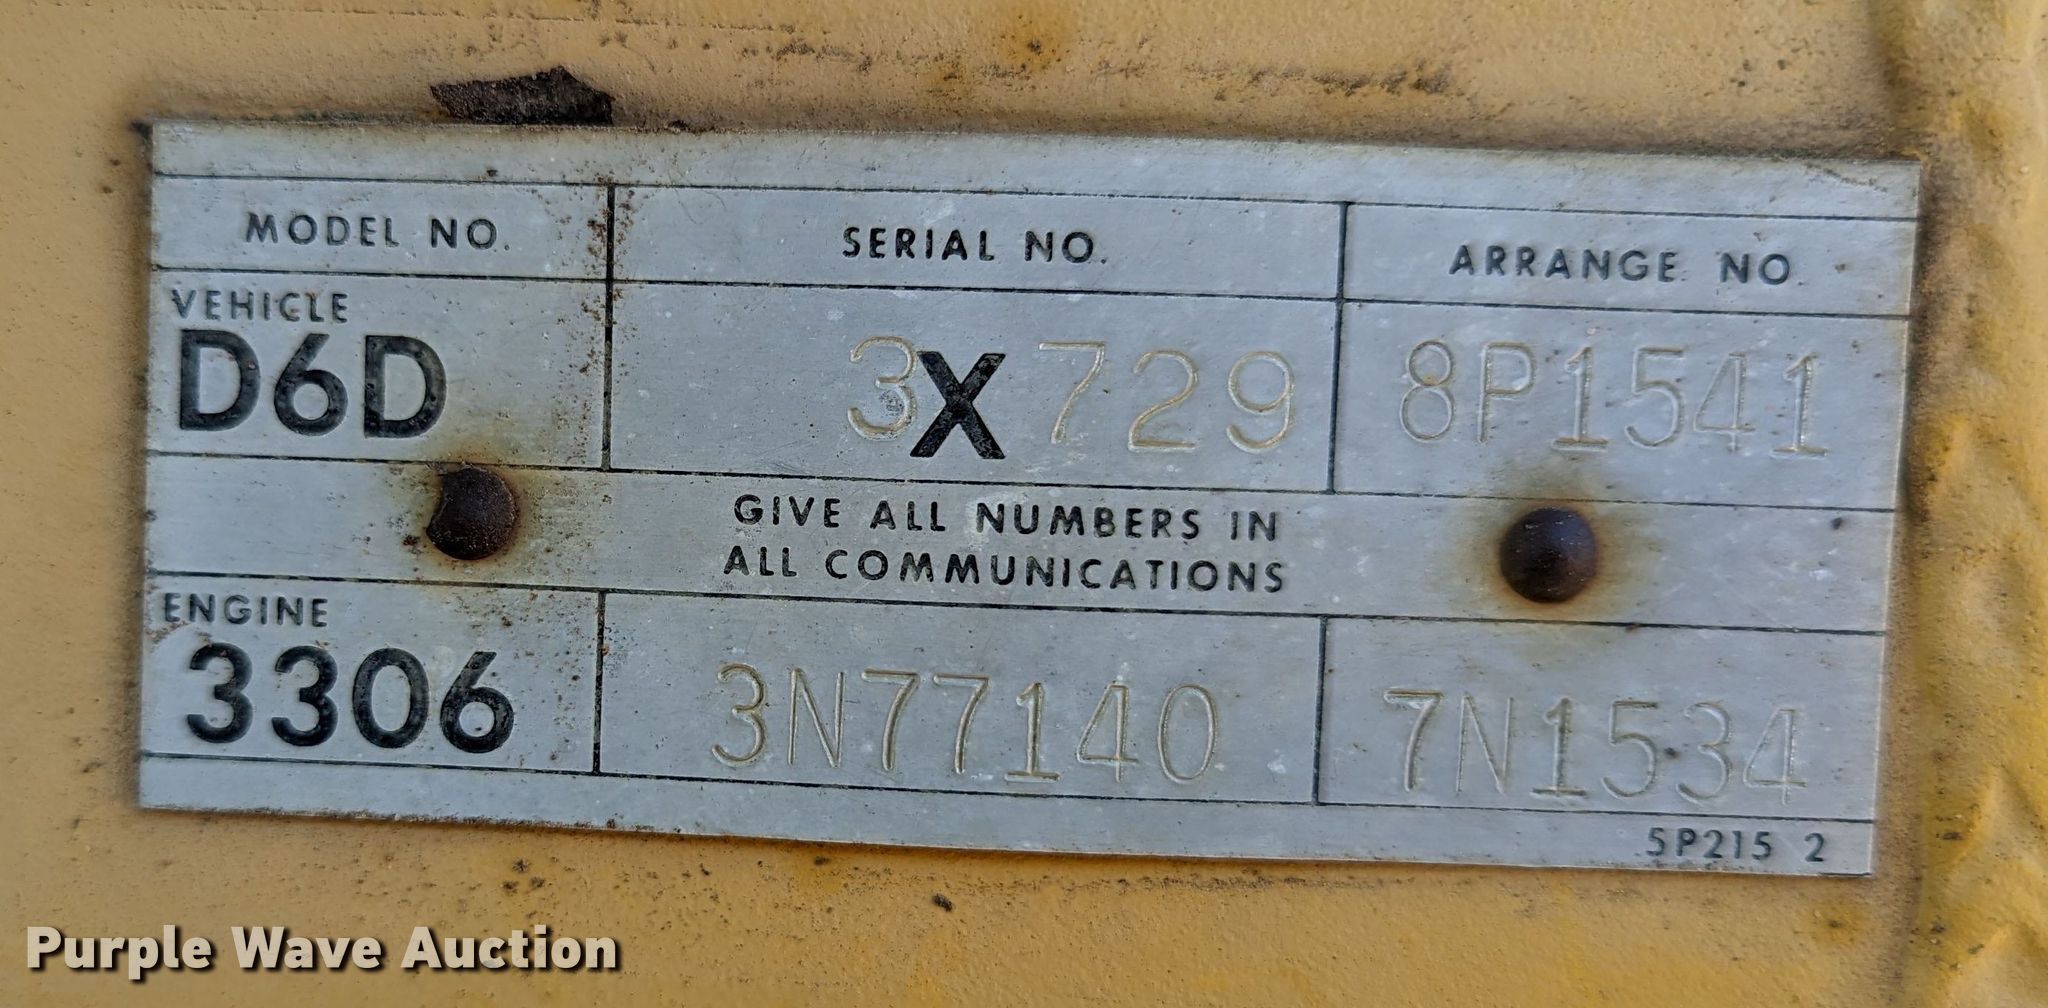 MODEL NO. SERIAL NO. ARRANGE NO.
VEHICLE
D6D 3X729 8P1541
GIVE ALL NUMBERS IN
ALL COMMUNICATIONS
ENGINE
3306 3N77140 7N1534
5P215 2
Purple Wave Auction